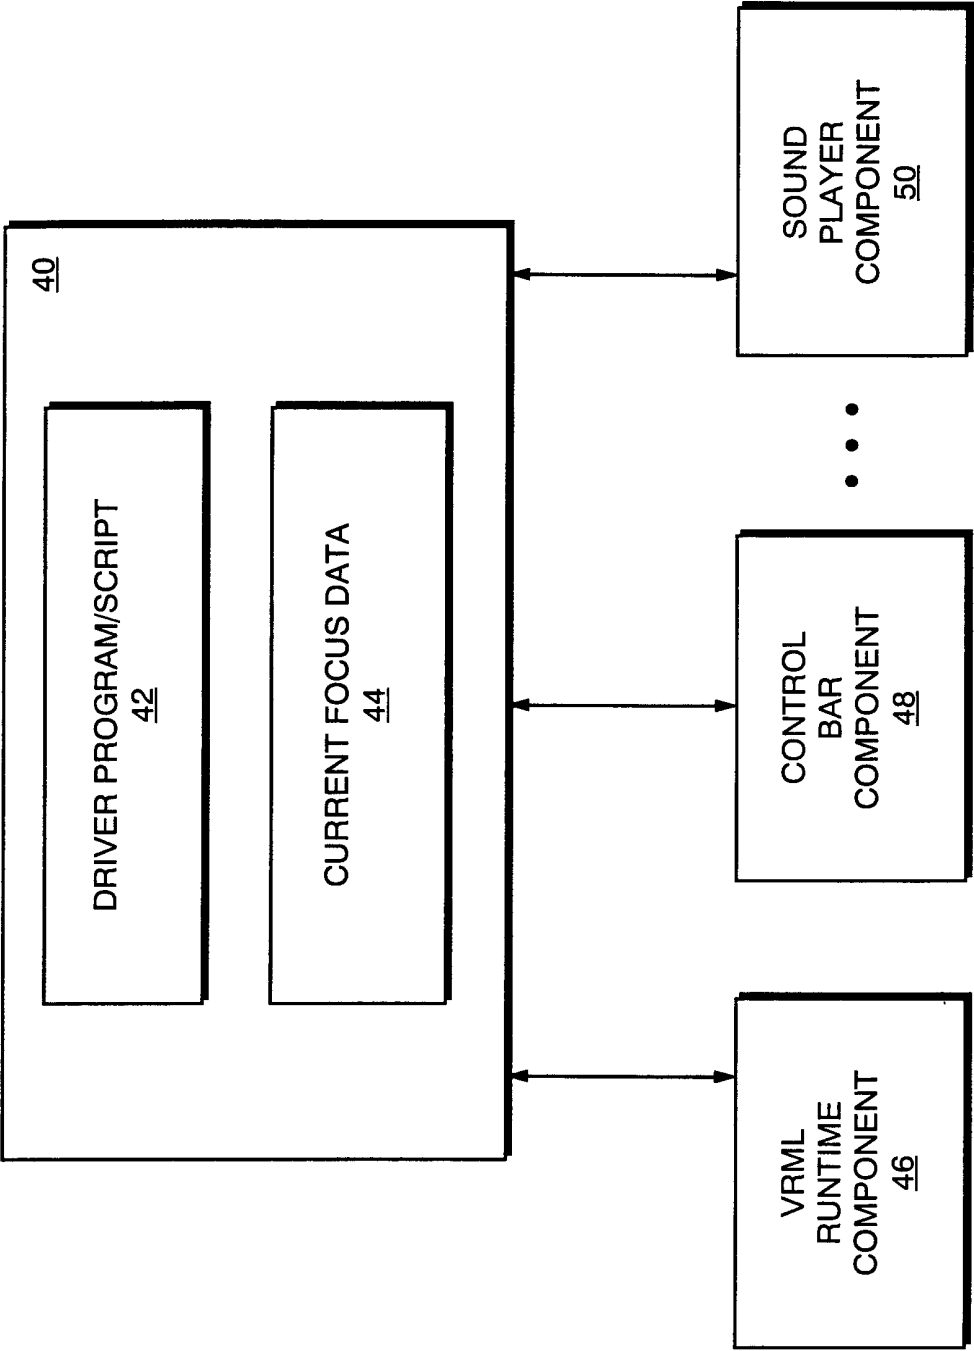 40
DRIVER PROGRAM/SCRIPT
42
CURRENT FOCUS DATA
44
VRML
RUNTIME
COMPONENT
46
CONTROL
BAR
COMPONENT
48
SOUND
PLAYER
COMPONENT
50